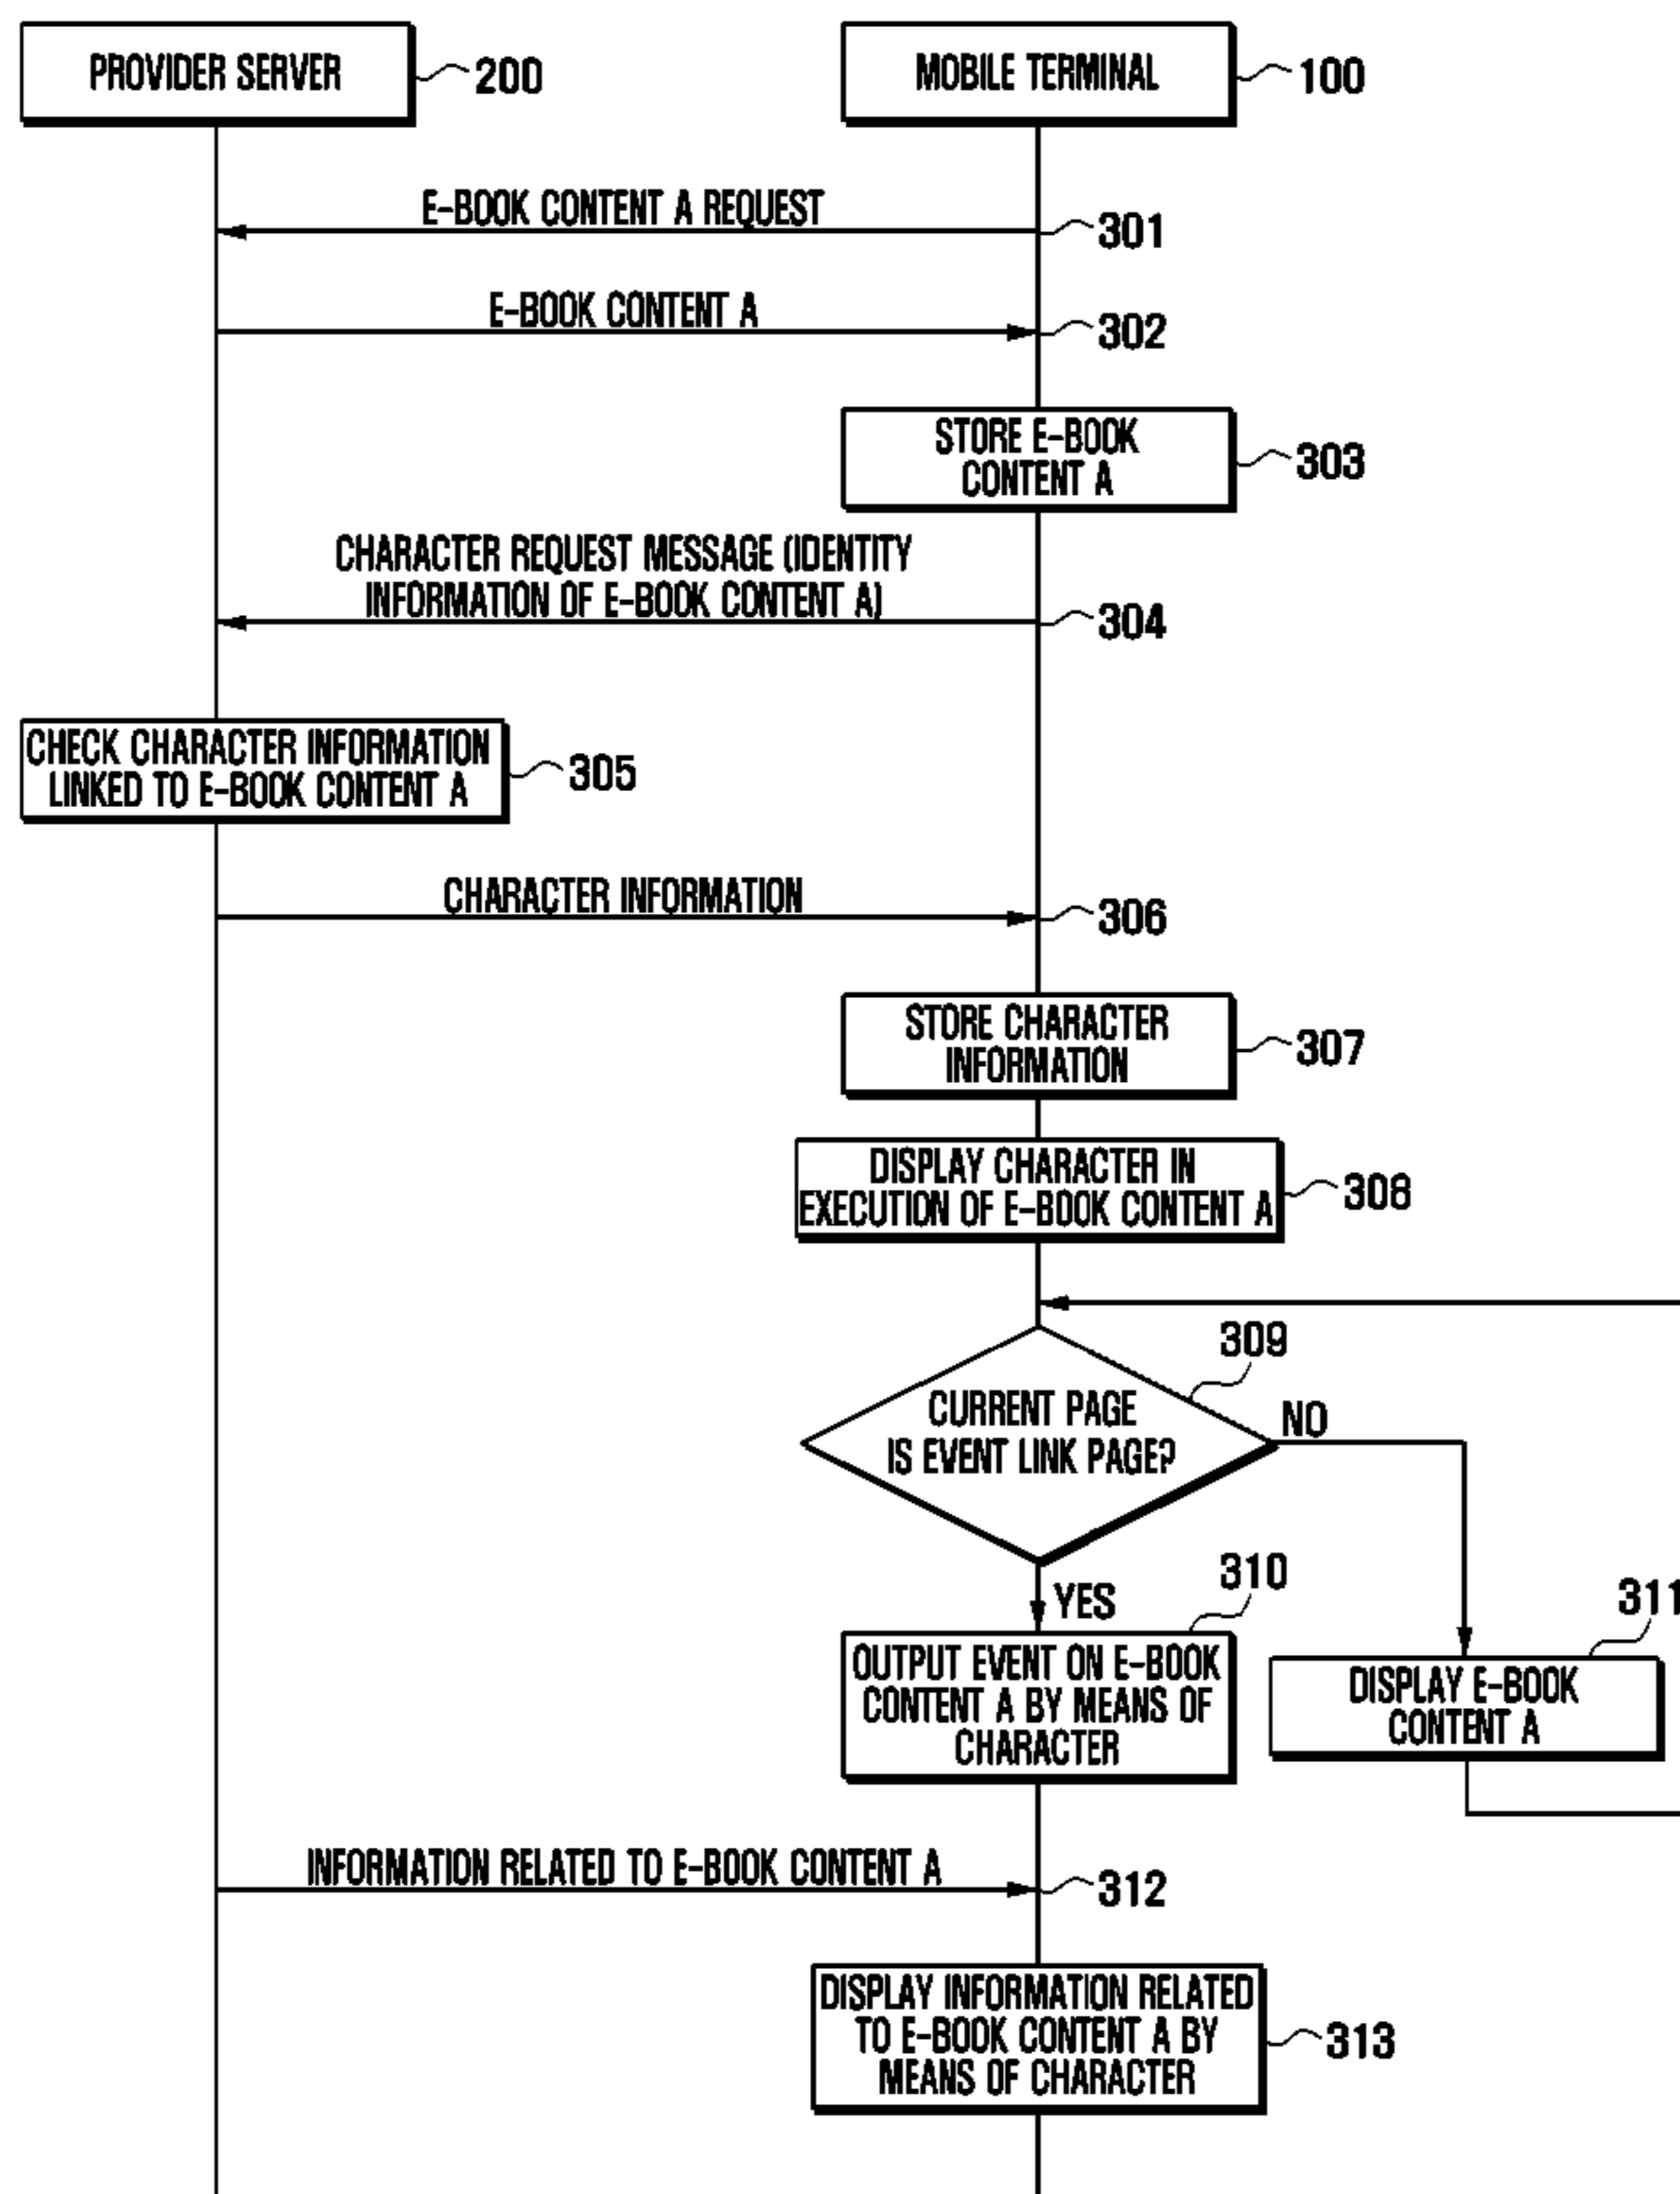 PROVIDER SERVER
200
MOBILE TERMINAL
100
E-BOOK CONTENT A REQUEST
301
E-BOOK CONTENT A
302
STORE E-BOOK
CONTENT A
303
CHARACTER REQUEST MESSAGE (IDENTITY
INFORMATION OF E-BOOK CONTENT A)
304
CHECK CHARACTER INFORMATION
LINKED TO E-BOOK CONTENT A
305
CHARACTER INFORMATION
306
STORE CHARACTER
INFORMATION
307
DISPLAY CHARACTER IN
EXECUTION OF E-BOOK CONTENT A
308
309
CURRENT PAGE
IS EVENT LINK PAGE?
NO
YES
310
OUTPUT EVENT ON E-BOOK
CONTENT A BY MEANS OF
CHARACTER
311
DISPLAY E-BOOK
CONTENT A
INFORMATION RELATED TO E-BOOK CONTENT A
312
DISPLAY INFORMATION RELATED
TO E-BOOK CONTENT A BY
MEANS OF CHARACTER
313